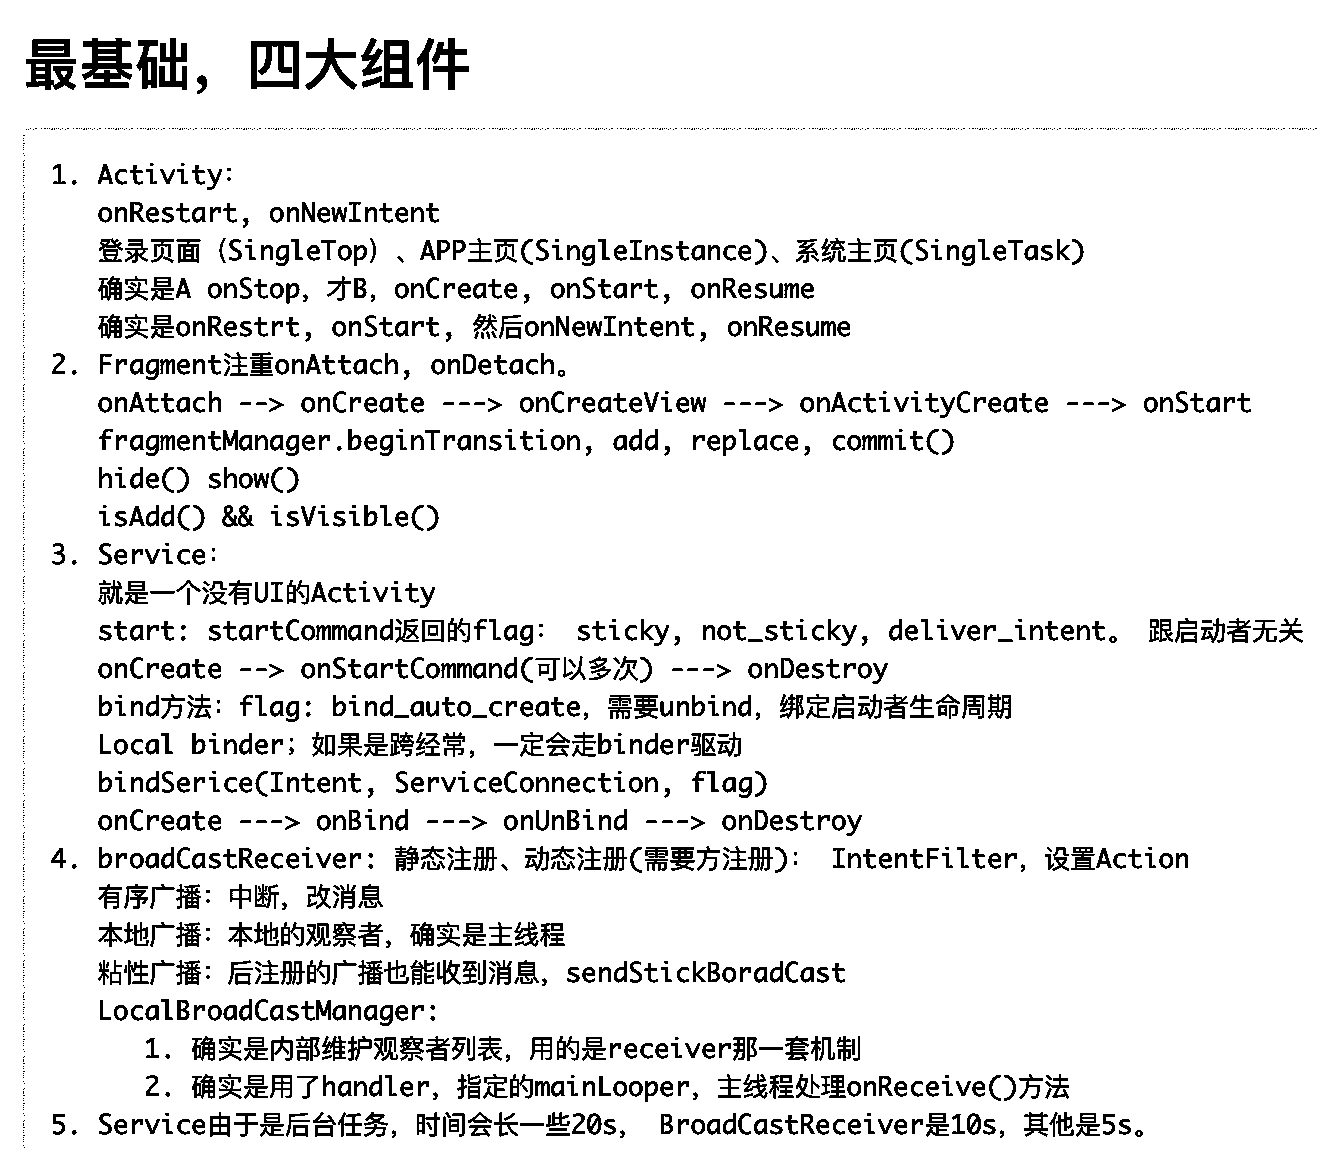 最基础，四大组件
1. Activity：
onRestart, onNewIntent
登录页面（SingleTop）、APP主页(SingleInstance)、系统主页(SingleTask)
确实是A onStop，才B，onCreate, onStart, onResume
确实是onRestrt, onStart, 然后onNewIntent, onResume
2. Fragment注重onAttach, onDetach。
onAttach --> onCreate ---> onCreateView ---> onActivityCreate ---> onStart
fragmentManager.beginTransition, add, replace, commit()
hide() show()
isAdd() && isVisible()
3. Service：
就是一个没有UI的Activity
start: startCommand返回的flag： sticky, not_sticky, deliver_intent。 跟启动者无关
onCreate --> onStartCommand(可以多次) ---> onDestroy
bind方法：flag: bind_auto_create，需要unbind，绑定启动者生命周期
Local binder；如果是跨经常，一定会走binder驱动
bindSerice(Intent, ServiceConnection, flag)
onCreate ---> onBind ---> onUnBind ---> onDestroy
4. broadCastReceiver: 静态注册、动态注册(需要方注册)： IntentFilter，设置Action
有序广播：中断，改消息
本地广播：本地的观察者，确实是主线程
粘性广播：后注册的广播也能收到消息，sendStickBoradCast
LocalBroadCastManager:
1. 确实是内部维护观察者列表，用的是receiver那一套机制
2. 确实是用了handler，指定的mainLooper，主线程处理onReceive()方法
5. Service由于是后台任务，时间会长一些20s， BroadCastReceiver是10s，其他是5s。